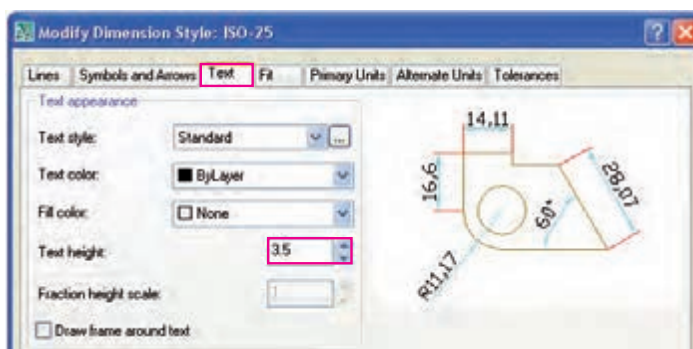 Modify Dimension Style: ISO-25
Lines Symbols and Arrows Text Fit Primary Units Alternate Units Tolerances
Text appearance
Text style: Standard ...
Text color: ByLayer
Fill color: None
Text height: 3.5
Fraction height scale: 1
Draw frame around text
14,11
16,6
28,07
60°
R11,17